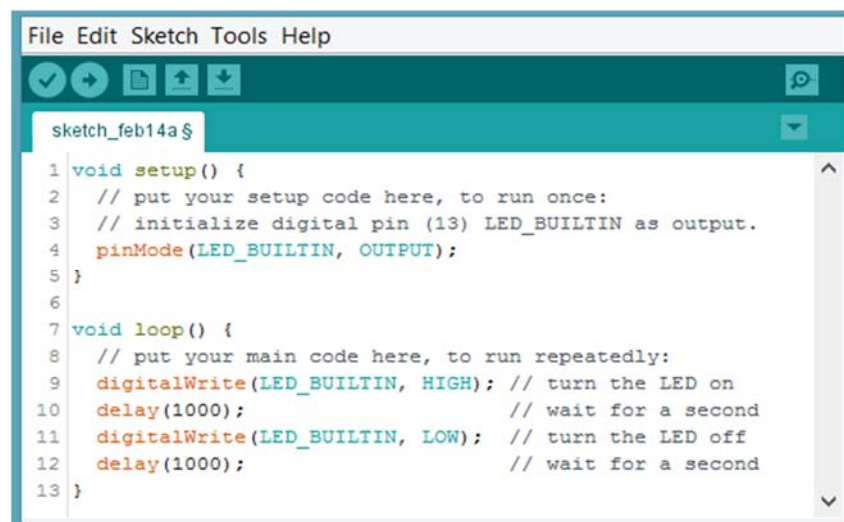 File Edit Sketch Tools Help
sketch_feb14a §
1 void setup() {
2   // put your setup code here, to run once:
3   // initialize digital pin (13) LED_BUILTIN as output.
4   pinMode(LED_BUILTIN, OUTPUT);
5 }
6
7 void loop() {
8   // put your main code here, to run repeatedly:
9   digitalWrite(LED_BUILTIN, HIGH); // turn the LED on
10   delay(1000);                     // wait for a second
11   digitalWrite(LED_BUILTIN, LOW);  // turn the LED off
12   delay(1000);                     // wait for a second
13 }